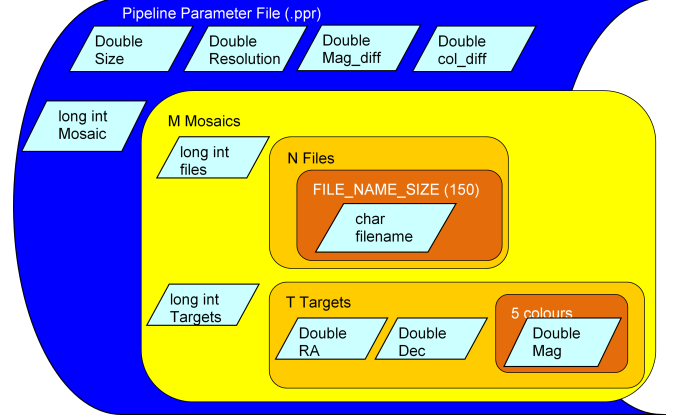 Pipeline Parameter File (.ppr)
Double
Size
Double
Resolution
Double
Mag_diff
Double
col_diff
long int
Mosaic
M Mosaics
long int
files
N Files
FILE_NAME_SIZE (150)
char
filename
long int
Targets
T Targets
Double
RA
Double
Dec
5 colours
Double
Mag